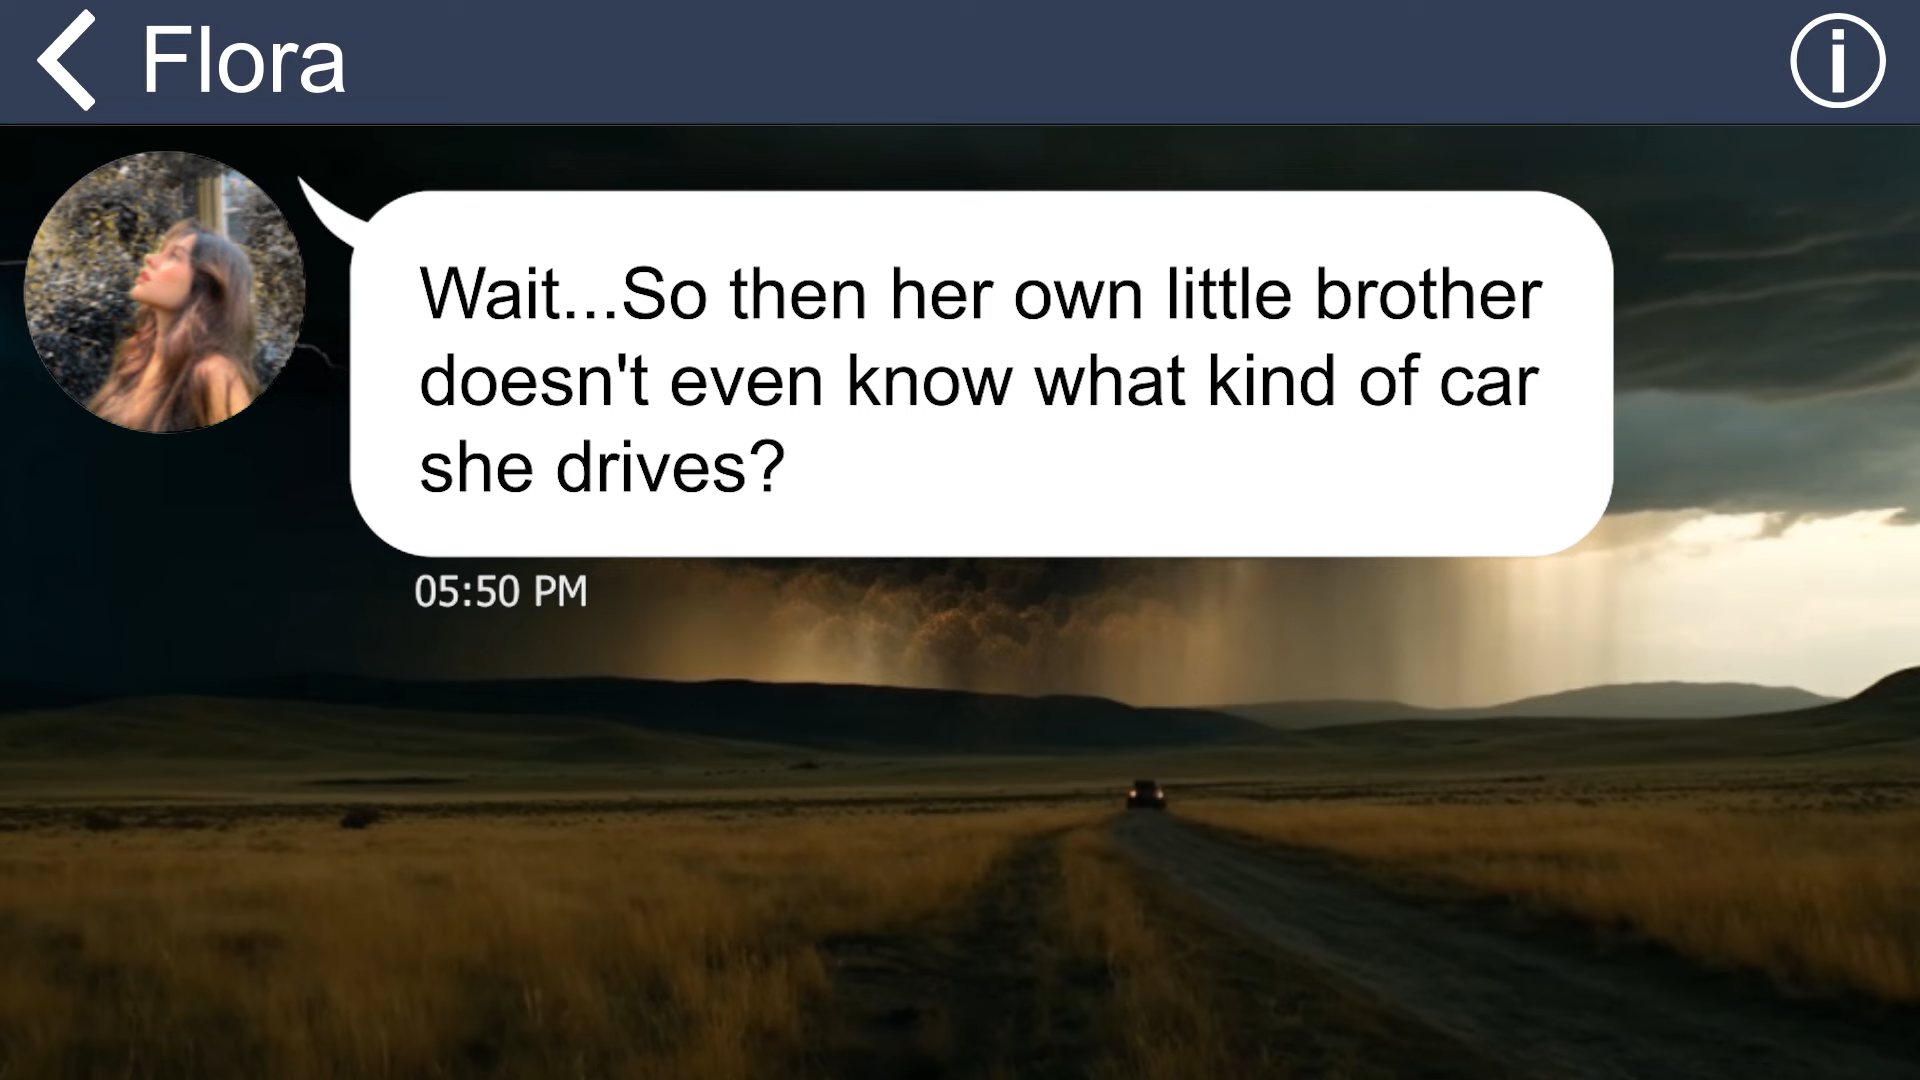 Flora
Wait...So then her own little brother
doesn't even know what kind of car
she drives?
05:50 PM